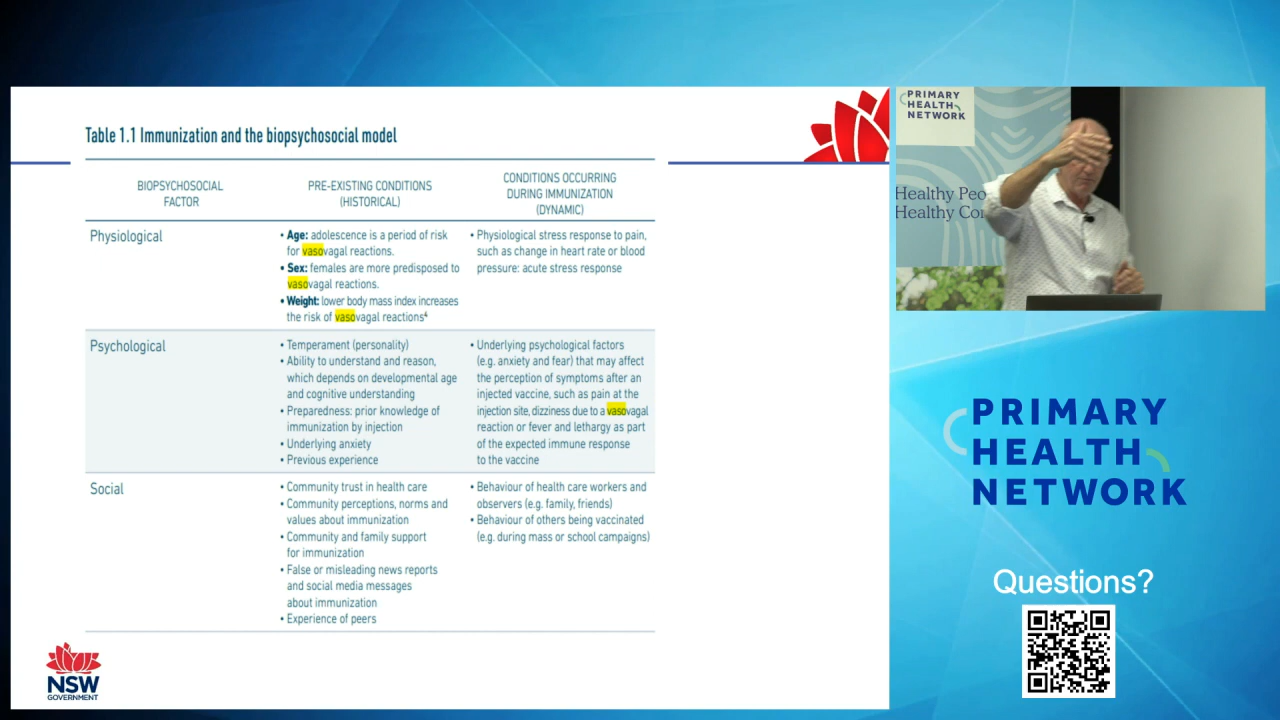 Table 1.1 Immunization and the biopsychosocial model
BIOPSYCHOSOCIAL
FACTOR
PRE-EXISTING CONDITIONS
(HISTORICAL)
CONDITIONS OCCURRING
DURING IMMUNIZATION
(DYNAMIC)
Physiological
• Age: adolescence is a period of risk
for vasovagal reactions.
• Sex: females are more predisposed to
vasovagal reactions.
• Weight: lower body mass index increases
the risk of vasovagal reactions⁴
• Physiological stress response to pain,
such as change in heart rate or blood
pressure: acute stress response
Psychological
• Temperament (personality)
• Ability to understand and reason,
which depends on developmental age
and cognitive understanding
• Preparedness: prior knowledge of
immunization by injection
• Underlying anxiety
• Previous experience
• Underlying psychological factors
(e.g. anxiety and fear) that may affect
the perception of symptoms after an
injected vaccine, such as pain at the
injection site, dizziness due to a vasovagal
reaction or fever and lethargy as part
of the expected immune response
to the vaccine
Social
• Community trust in health care
• Community perceptions, norms and
values about immunization
• Community and family support
for immunization
• False or misleading news reports
and social media messages
about immunization
• Experience of peers
• Behaviour of health care workers and
observers (e.g. family, friends)
• Behaviour of others being vaccinated
(e.g. during mass or school campaigns)
NSW
GOVERNMENT
PRIMARY
HEALTH
NETWORK
Healthy
Healthy
PRIMARY
HEALTH
NETWORK
Questions?